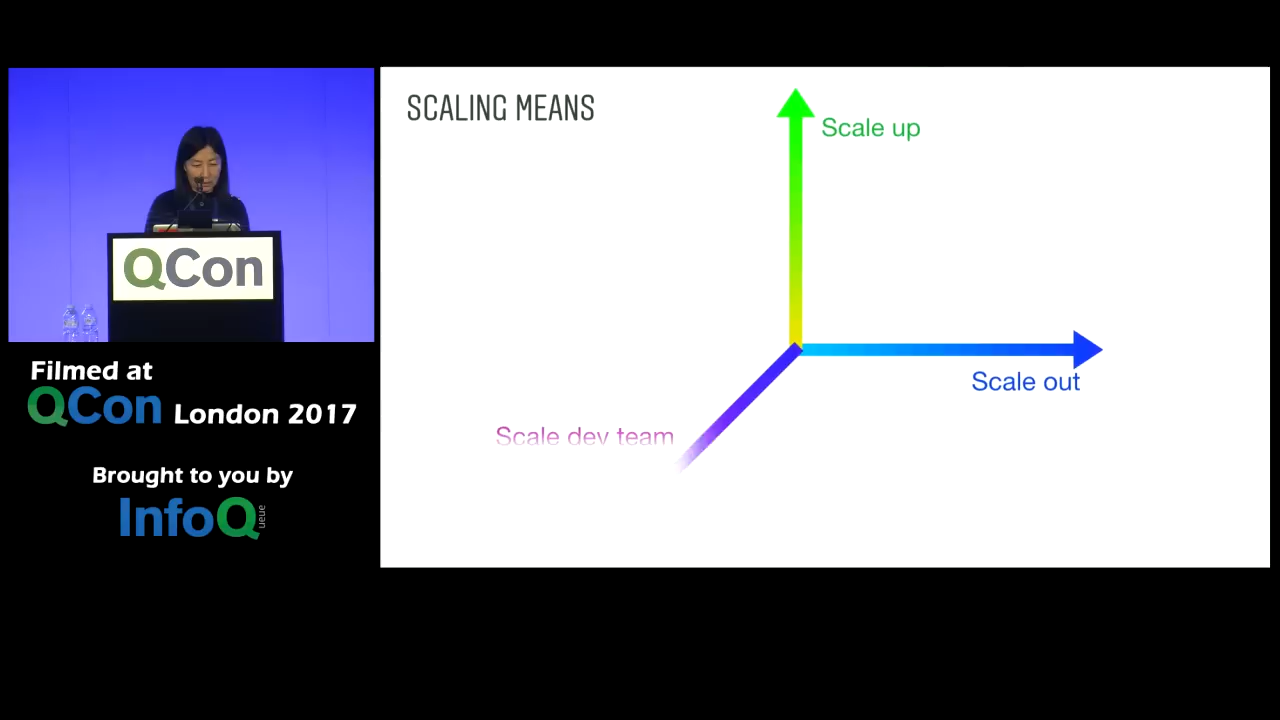 SCALING MEANS
Scale up
Scale out
Scale dev team
QCon
Filmed at
QCon London 2017
Brought to you by
InfoQ
ueue